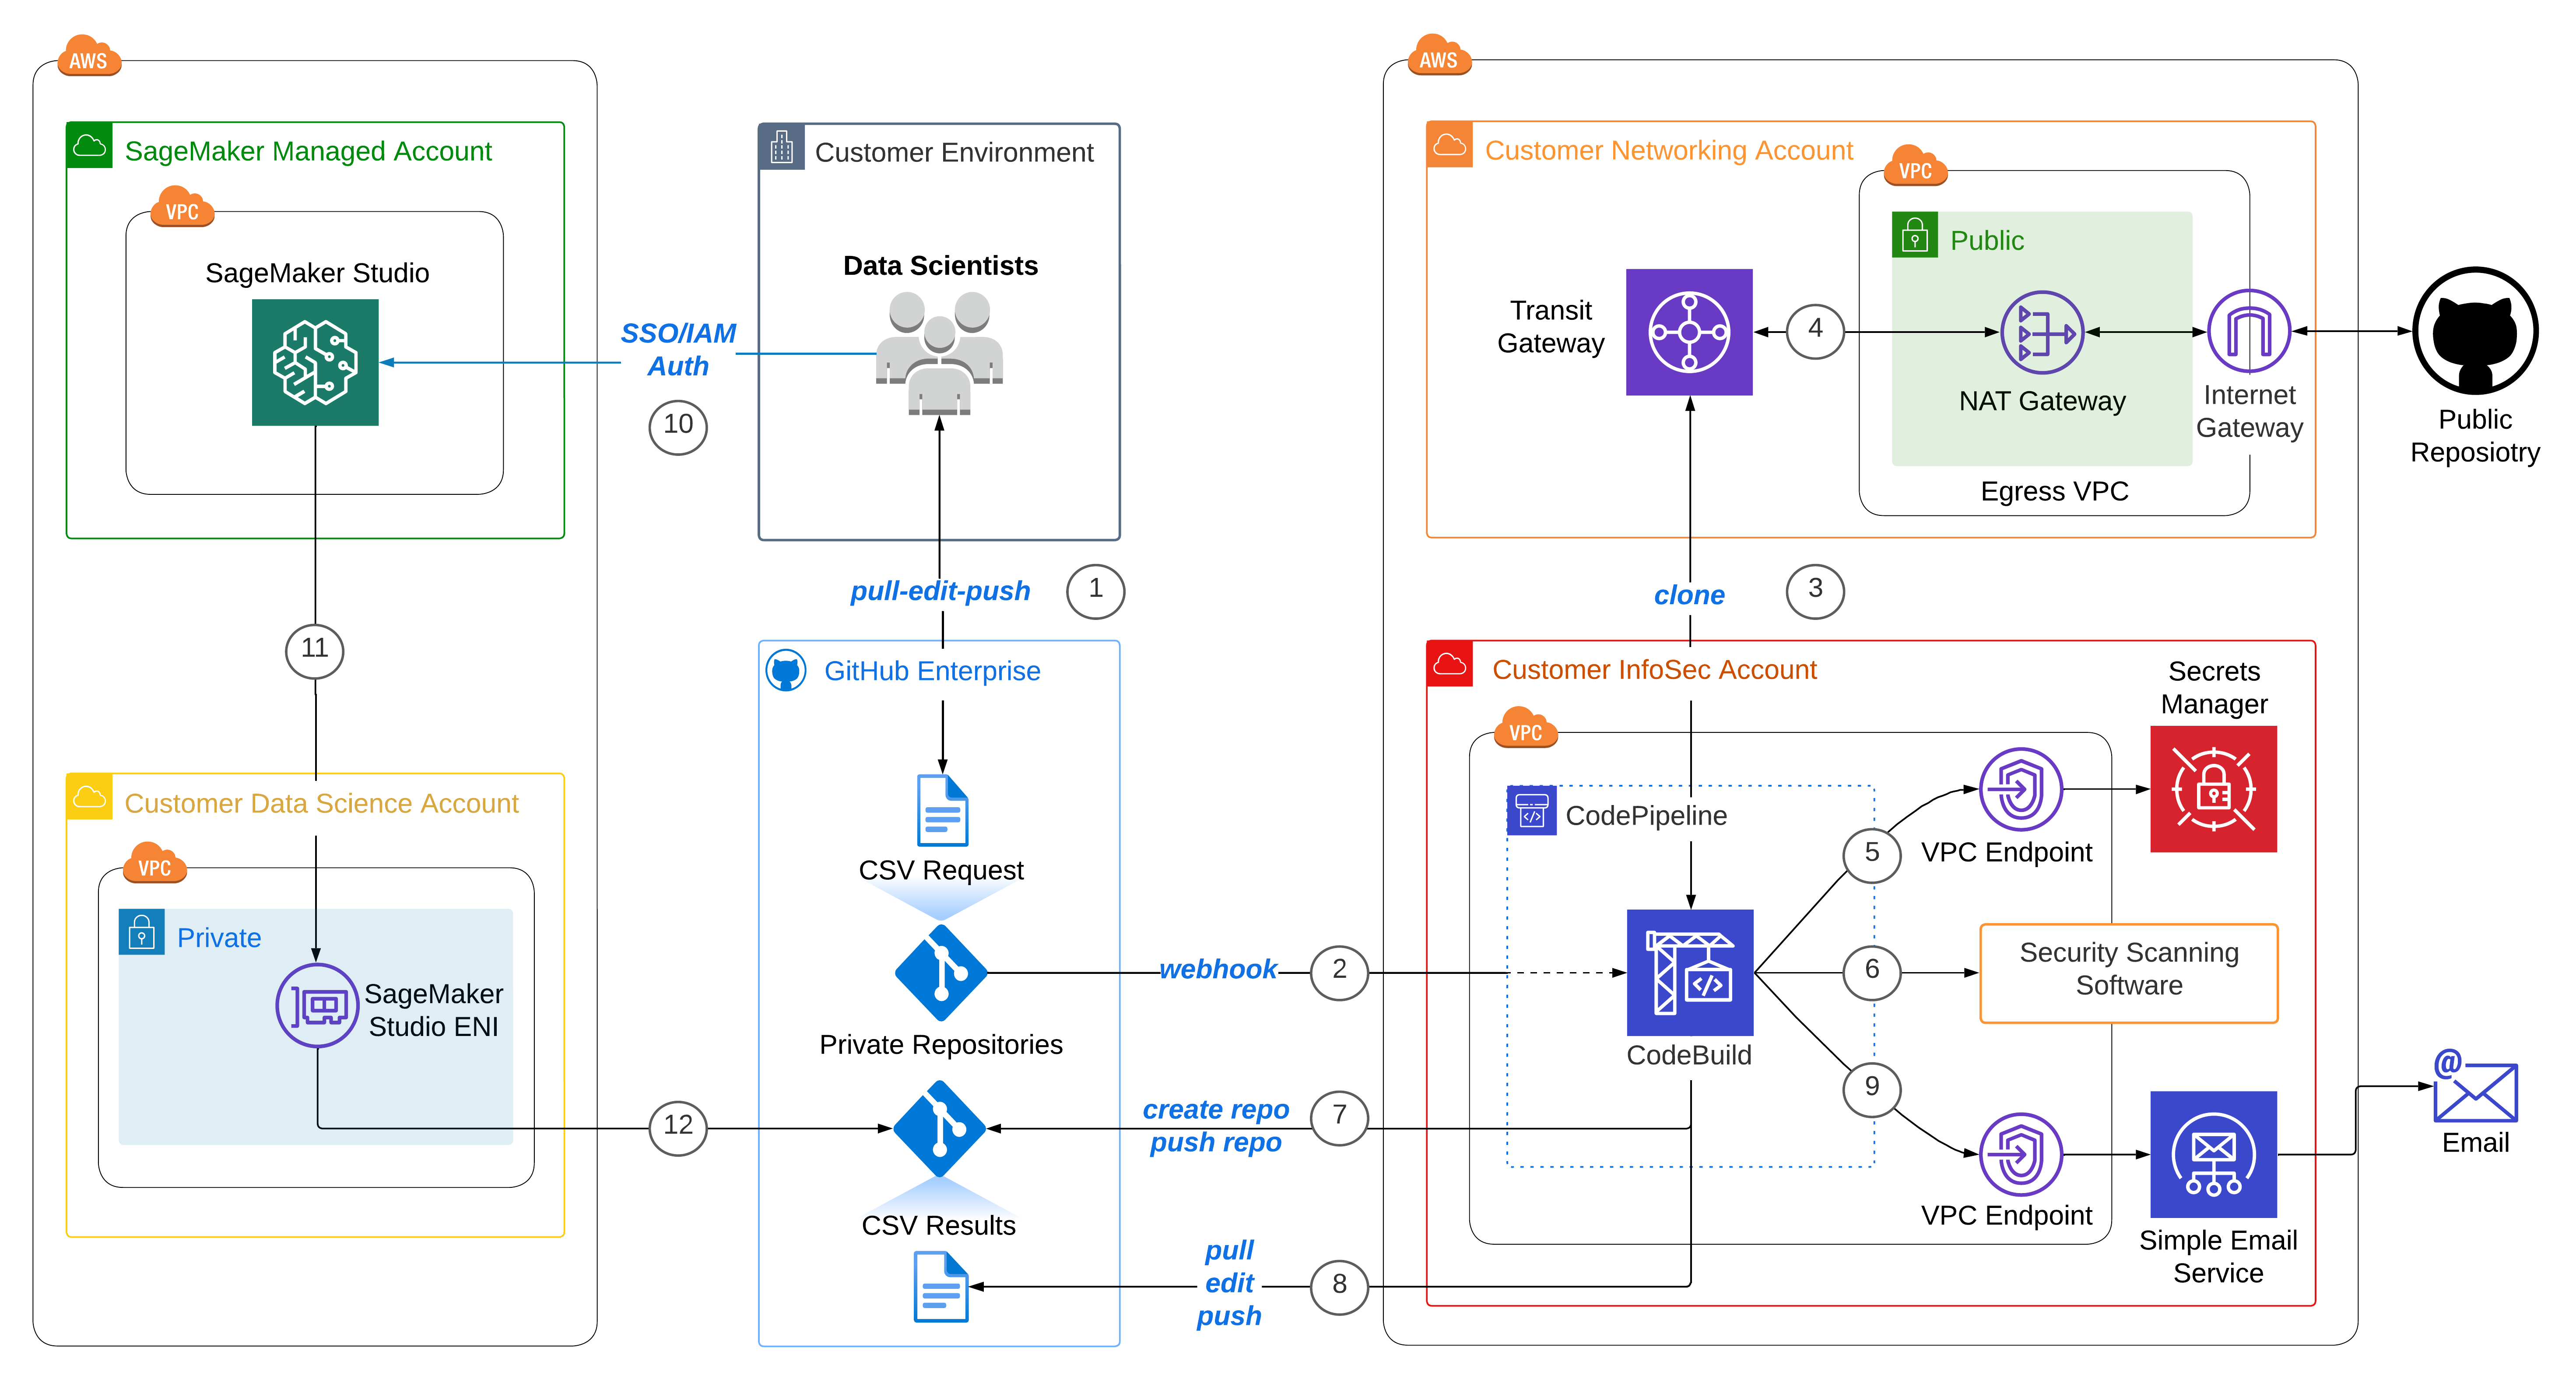 AWS
SageMaker Managed Account
VPC
SageMaker Studio
SSO/IAM
Auth
10
11
Customer Data Science Account
VPC
Private
SageMaker
Studio ENI
12
Customer Environment
Data Scientists
pull-edit-push
1
GitHub Enterprise
CSV Request
Private Repositories
CSV Results
webhook
2
create repo
push repo
7
pull
edit
push
8
AWS
Customer Networking Account
VPC
Public
Transit
Gateway
4
NAT Gateway
Internet
Gateway
Egress VPC
Public
Reposiotry
clone
3
Customer InfoSec Account
Secrets
Manager
VPC
CodePipeline
5
VPC Endpoint
CodeBuild
6
Security Scanning
Software
9
VPC Endpoint
Simple Email
Service
@
Email